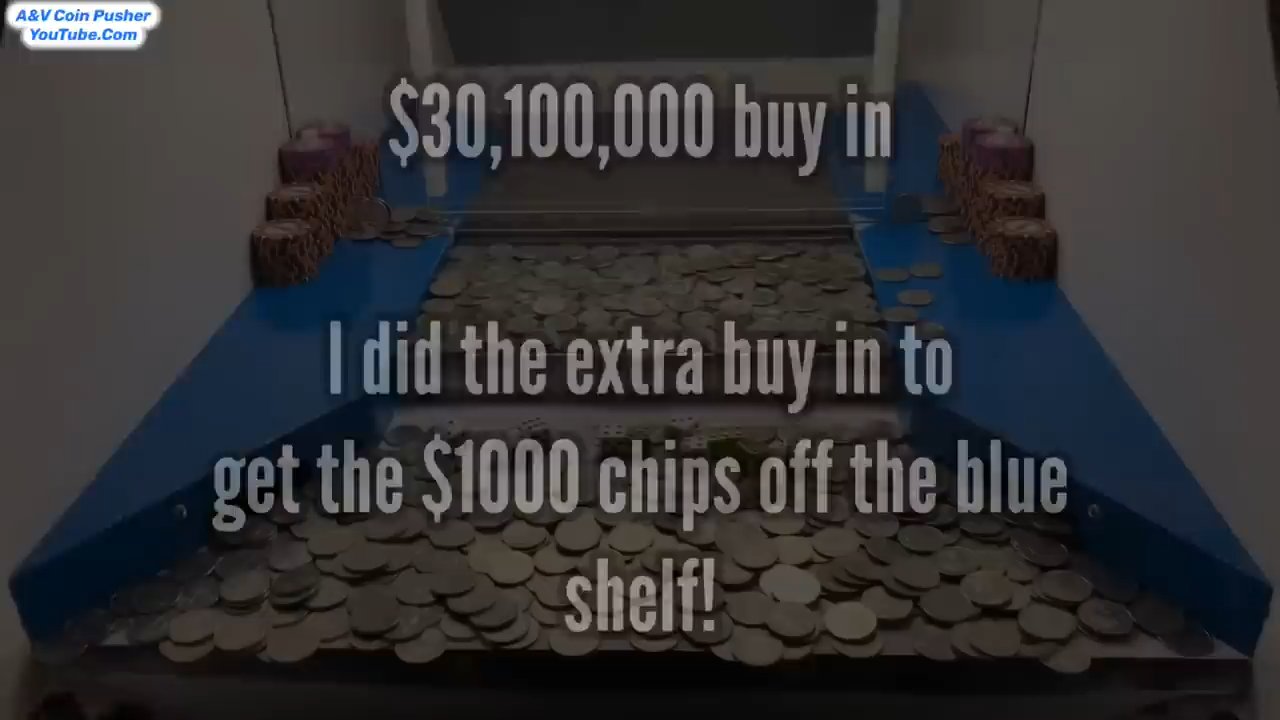 A&V Coin Pusher
YouTube.Com
$30,100,000 buy in
I did the extra buy in to
get the $1000 chips off the blue
shelf!